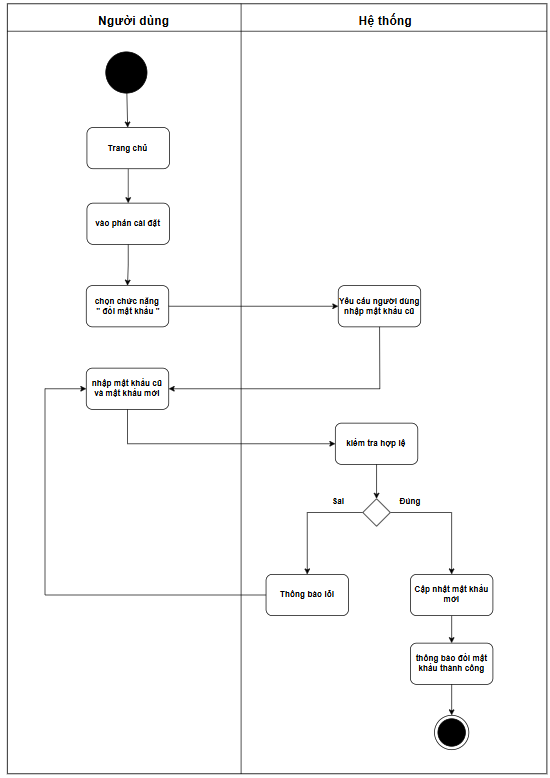 Người dùng
Hệ thống
Trang chủ
vào phần cài đặt
chọn chức năng
" đổi mật khẩu "
Yêu cầu người dùng
nhập mật khẩu cũ
nhập mật khẩu cũ
và mật khẩu mới
kiểm tra hợp lệ
Sai
Đúng
Thông báo lỗi
Cập nhật mật khẩu
mới
thông báo đổi mật
khẩu thành công